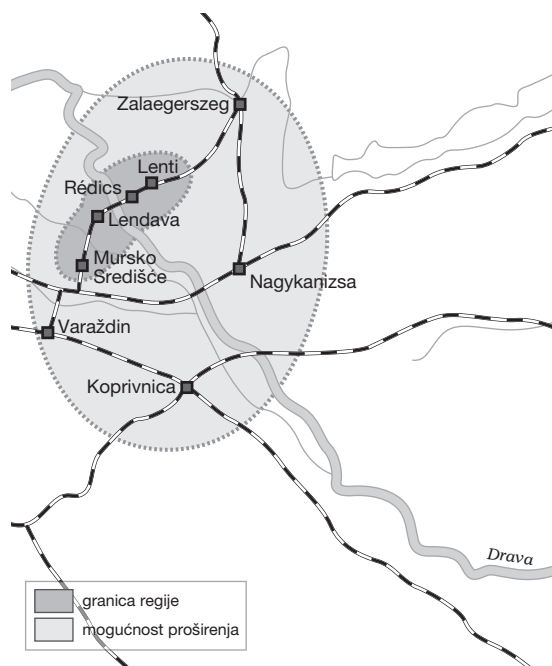 Zalaegerszeg
Lenti
Rédics
Lendava
Mursko
Središče
Nagykanizsa
Varaždin
Koprivnica
Drava
granica regije
mogućnost proširenja